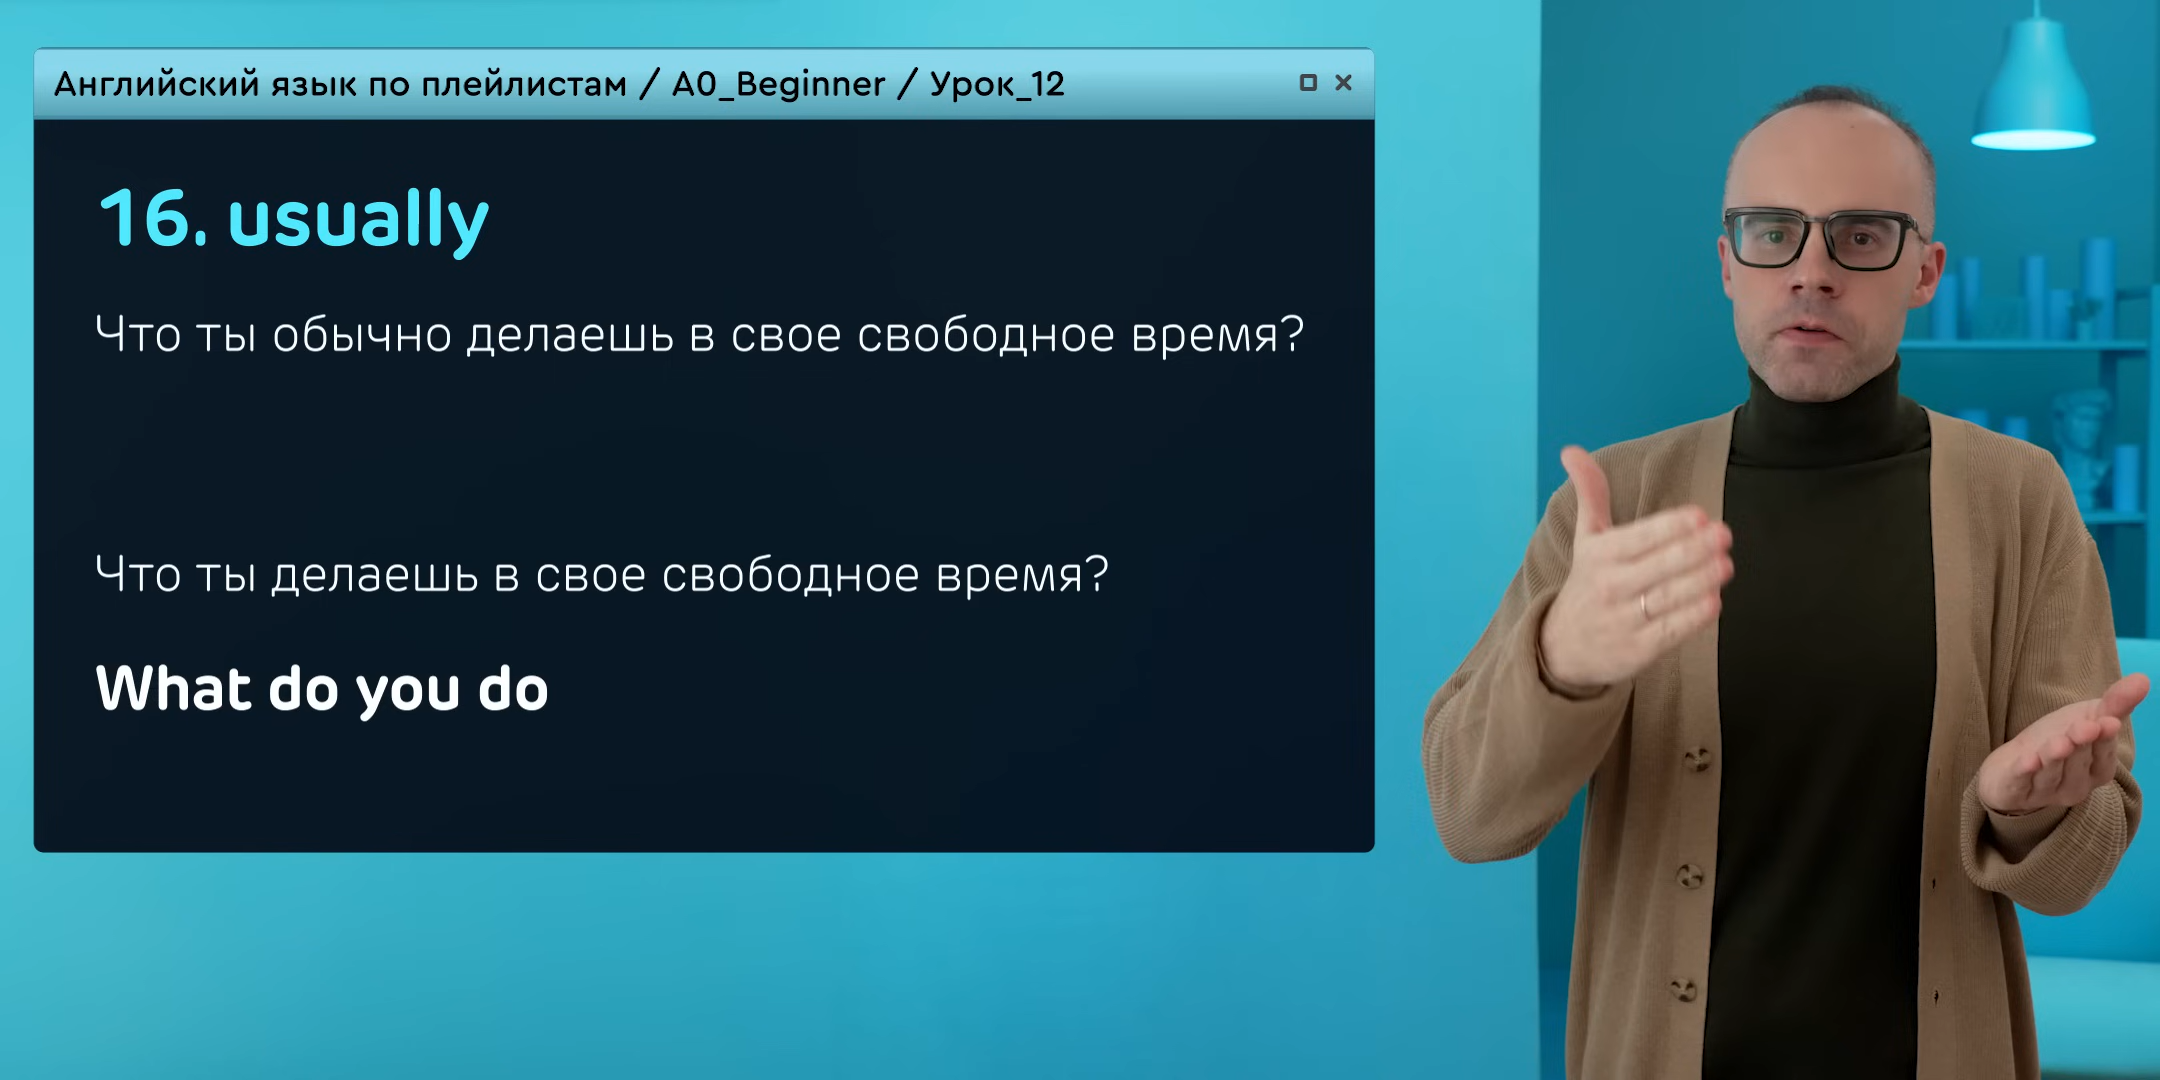 Английский язык по плейлистам / A0_Beginner / Урок_12
16. usually
Что ты обычно делаешь в свое свободное время?
Что ты делаешь в свое свободное время?
What do you do